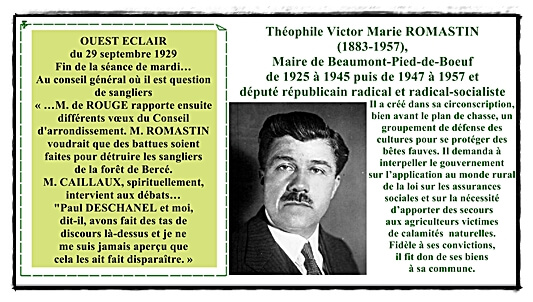 OUEST ECLAIR
du 29 septembre 1929
Fin de la séance de mardi…
Au conseil général où il est question
de sangliers
« …M. de ROUGE rapporte ensuite
différents vœux du Conseil
d'arrondissement. M. ROMASTIN
voudrait que des battues soient
faites pour détruire les sangliers
de la forêt de Bercé.
M. CAILLAUX, spirituellement,
intervient aux débats…
"Paul DESCHANEL et moi,
dit-il, avons fait des tas de
discours là-dessus et je ne
me suis jamais aperçu que
cela les ait fait disparaître. »
Théophile Victor Marie ROMASTIN
(1883-1957),
Maire de Beaumont-Pied-de-Boeuf
de 1925 à 1945 puis de 1947 à 1957 et
député républicain radical et radical-socialiste
Il a créé dans sa circonscription,
bien avant le plan de chasse, un
groupement de défense des
cultures pour se protéger des
bêtes fauves. Il demanda à
interpeller le gouvernement
sur l'application au monde rural
de la loi sur les assurances
sociales et sur la nécessité
d'apporter des secours
aux agriculteurs victimes
de calamités naturelles.
Fidèle à ses convictions,
il fit don de ses biens
à sa commune.